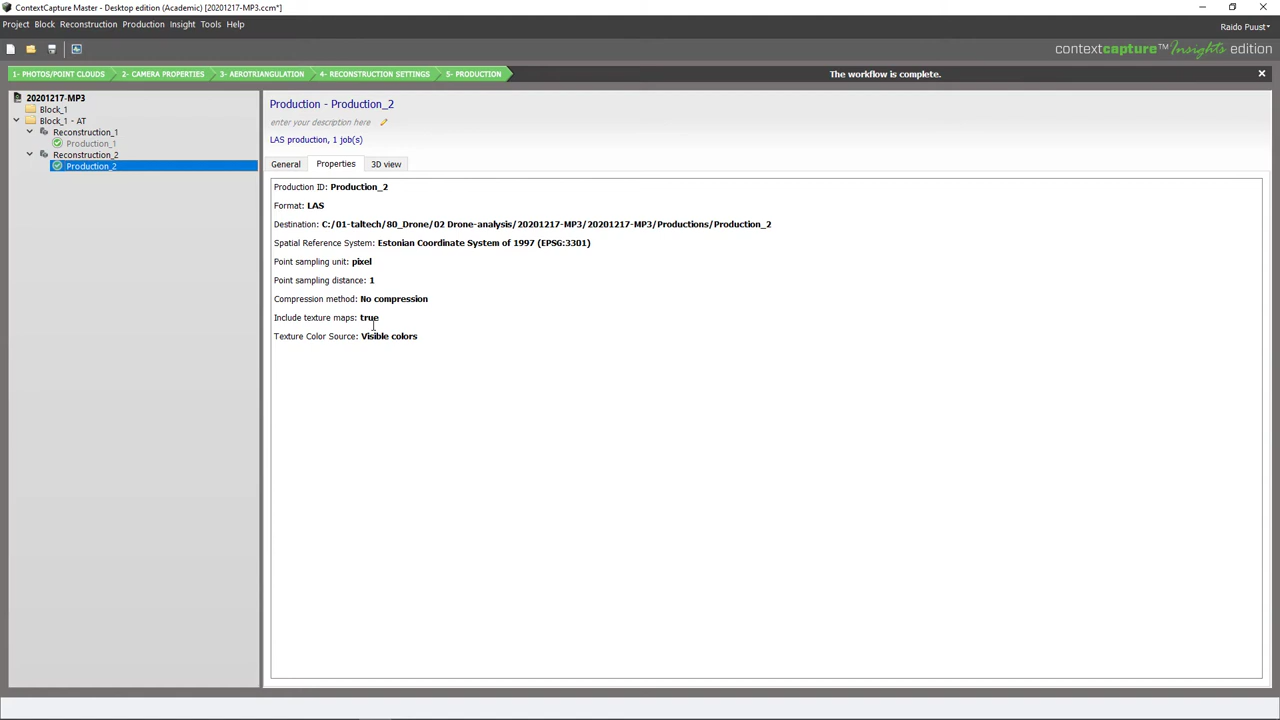 ContextCapture Master - Desktop edition (Academic) [20201217-MP3.ccm*]
Project Block Reconstruction Production Insight Tools Help
Raido Puust
contextcapture™ Insights edition
1- PHOTOS/POINT CLOUDS 2- CAMERA PROPERTIES 3- AEROTRIANGULATION 4- RECONSTRUCTION SETTINGS 5- PRODUCTION The workflow is complete.
20201217-MP3
Block_1
Block_1 - AT
Reconstruction_1
Production_1
Reconstruction_2
Production_2
Production - Production_2
enter your description here
LAS production, 1 job(s)
General Properties 3D view
Production ID: Production_2
Format: LAS
Destination: C:/01-taltech/80_Drone/02 Drone-analysis/20201217-MP3/20201217-MP3/Productions/Production_2
Spatial Reference System: Estonian Coordinate System of 1997 (EPSG:3301)
Point sampling unit: pixel
Point sampling distance: 1
Compression method: No compression
Include texture maps: true
Texture Color Source: Visible colors